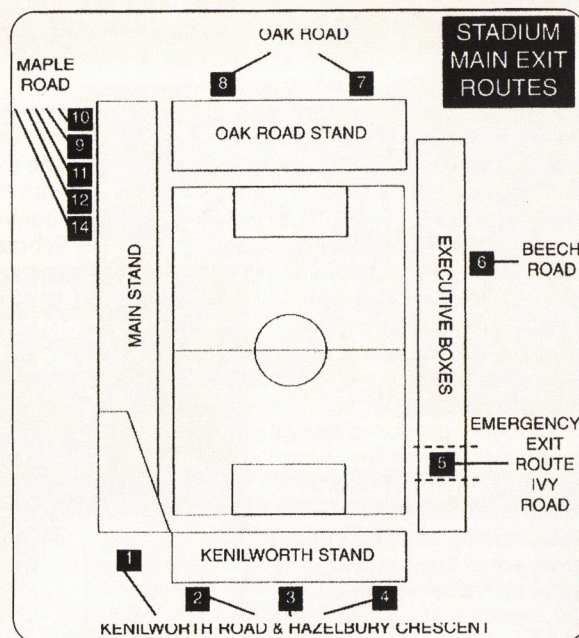 STADIUM
MAIN EXIT
ROUTES
OAK ROAD
MAPLE
ROAD
8
7
10
9
11
12
14
OAK ROAD STAND
MAIN STAND
EXECUTIVE BOXES
6
BEECH
ROAD
EMERGENCY
EXIT
ROUTE
IVY
ROAD
5
KENILWORTH STAND
1
2
3
4
KENILWORTH ROAD & HAZELBURY CRESCENT